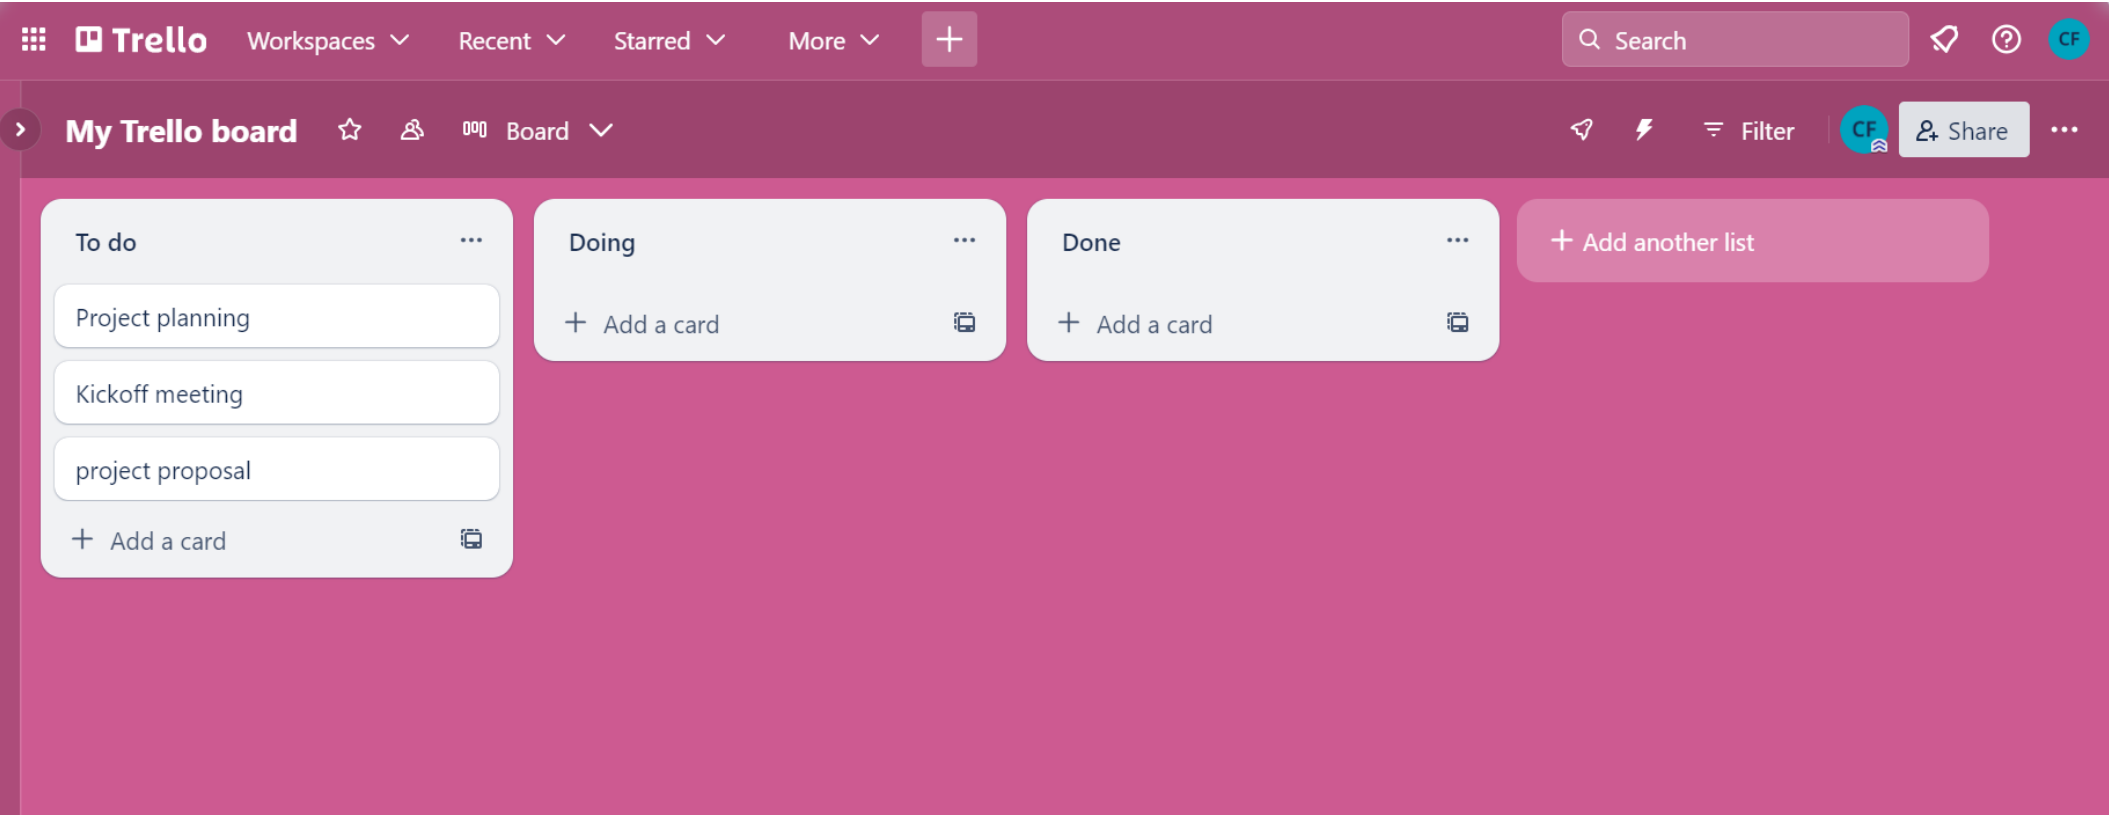 Trello Workspaces Recent Starred More Search CF
My Trello board Board Filter CF Share
To do
Project planning
Kickoff meeting
project proposal
Add a card
Doing
Add a card
Done
Add a card
Add another list